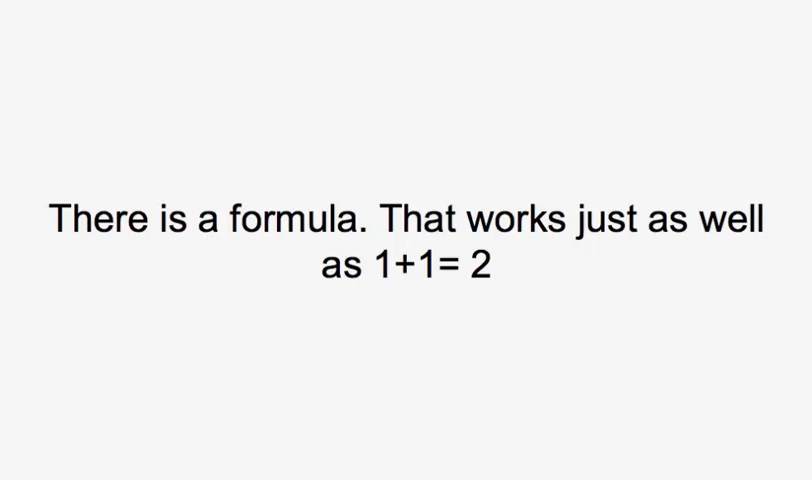 There is a formula. That works just as well
as 1+1= 2